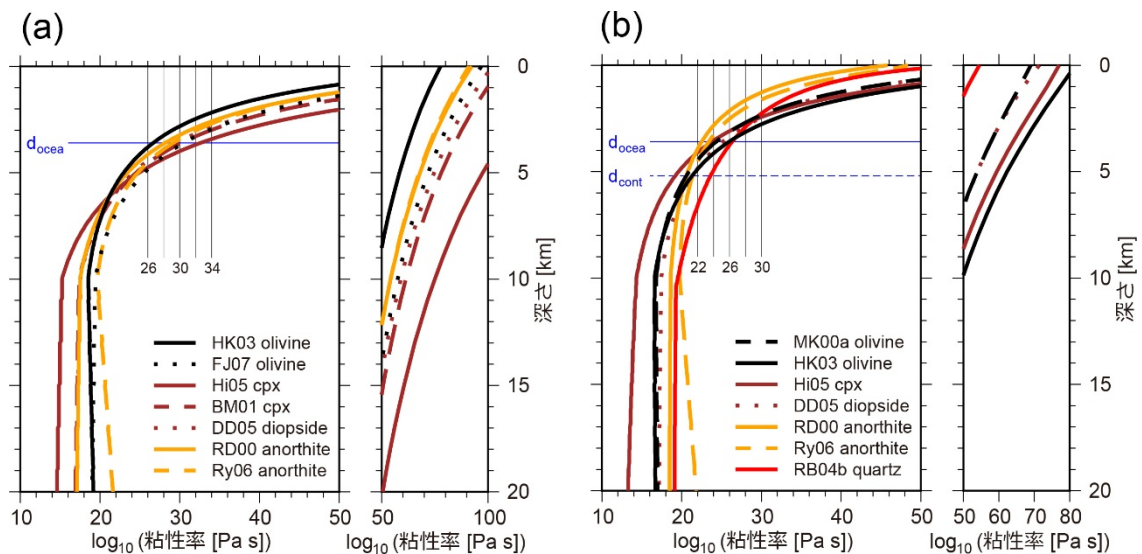 (a)
0
5
10
15
20
深さ [km]
d_ocea
26
28
30
32
34
HK03 olivine
FJ07 olivine
Hi05 cpx
BM01 cpx
DD05 diopside
RD00 anorthite
Ry06 anorthite
10 20 30 40 50
50 100
log₁₀ (粘性率 [Pa s])
log₁₀ (粘性率 [Pa s])
(b)
0
5
10
15
20
深さ [km]
d_ocea
d_cont
22
24
26
28
30
MK00a olivine
HK03 olivine
Hi05 cpx
DD05 diopside
RD00 anorthite
Ry06 anorthite
RB04b quartz
10 20 30 40 50
50 60 70 80
log₁₀ (粘性率 [Pa s])
log₁₀ (粘性率 [Pa s])